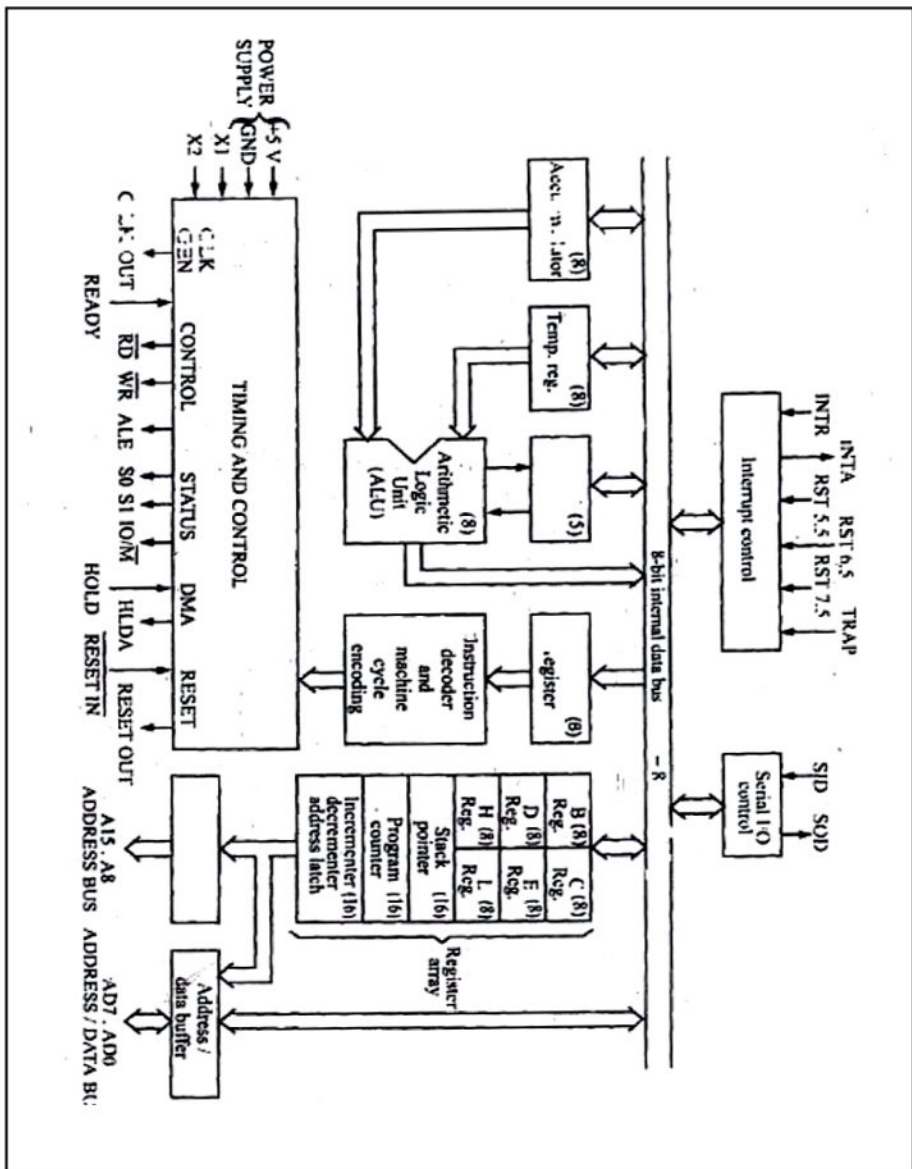 INTR
INTA
RST 5.5
RST 6.5
RST 7.5
TRAP
SID
SOD
Interrupt control
Serial I/O
control
8-bit internal data bus
(8)
Temp. reg.
(8)
(5)
(8)
Arithmetic
Logic
Unit
(ALU)
(8)
Instruction
decoder
and
machine
cycle
encoding
B (8)
Reg.
C (8)
Reg.
D (8)
Reg.
E (8)
Reg.
H (8)
Reg.
L (8)
Reg.
Stack (16)
pointer
Program (16)
counter
Incrementer (16)
decrementer
address latch
Register
array
POWER
SUPPLY
+5 V
GND
X1
X2
TIMING AND CONTROL
CLK
GEN
CONTROL
STATUS
DMA
RESET
READY
RD
WR
ALE
S0
S1
IO/M
HOLD
HLDA
RESET IN
RESET OUT
Address /
data buffer
A15 . A8
ADDRESS BUS
AD7 . AD0
ADDRESS / DATA